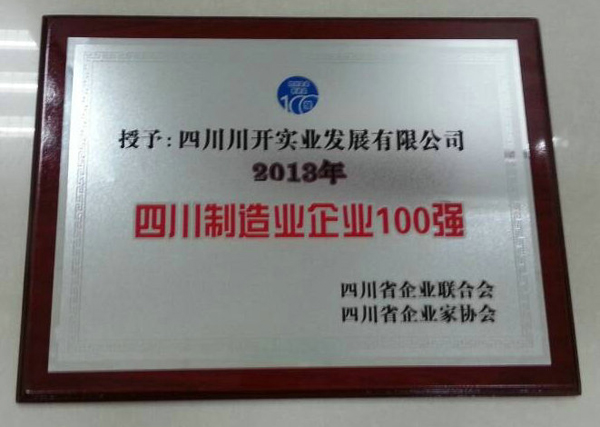 100
授予：四川川开实业发展有限公司
2013年
四川制造业企业100强
四川省企业联合会
四川省企业家协会